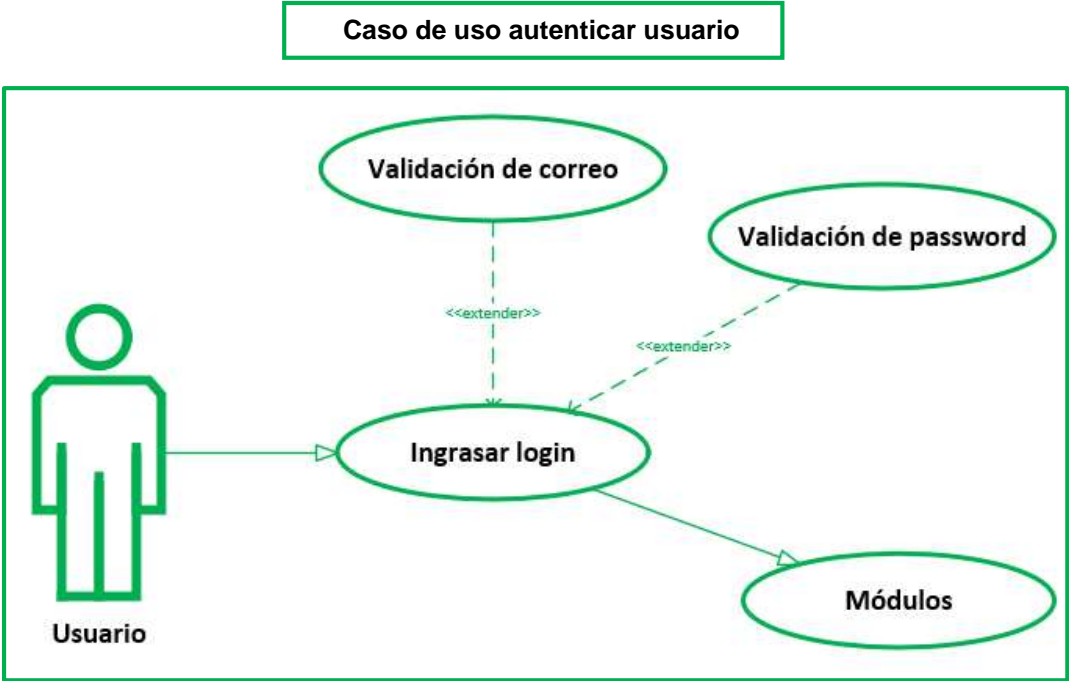 Caso de uso autenticar usuario
Validación de correo
Validación de password
<<extender>>
<<extender>>
Ingrasar login
Módulos
Usuario